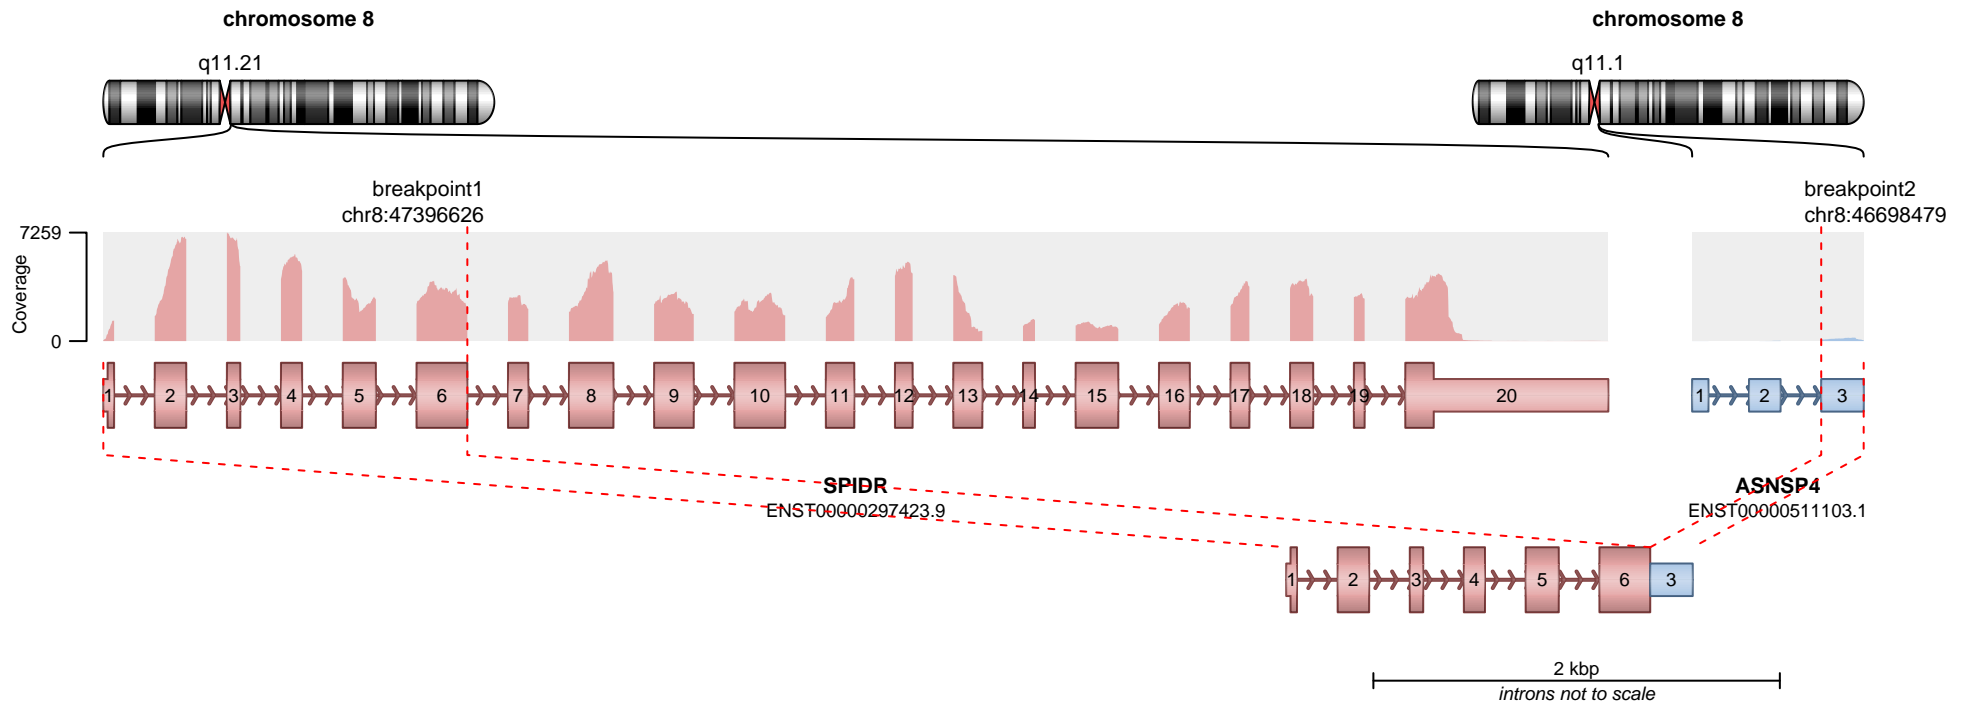 chromosome 8
chromosome 8
q11.21
q11.1
breakpoint1
chr8:47396626
breakpoint2
chr8:46698479
7259
Coverage
0
1 2 3 4 5 6 7 8 9 10 11 12 13 14 15 16 17 18 19 20
1 2 3
SPIDR
ENST00000297423.9
ASNSP4
ENST00000511103.1
1 2 3 4 5 6 3
2 kbp
introns not to scale